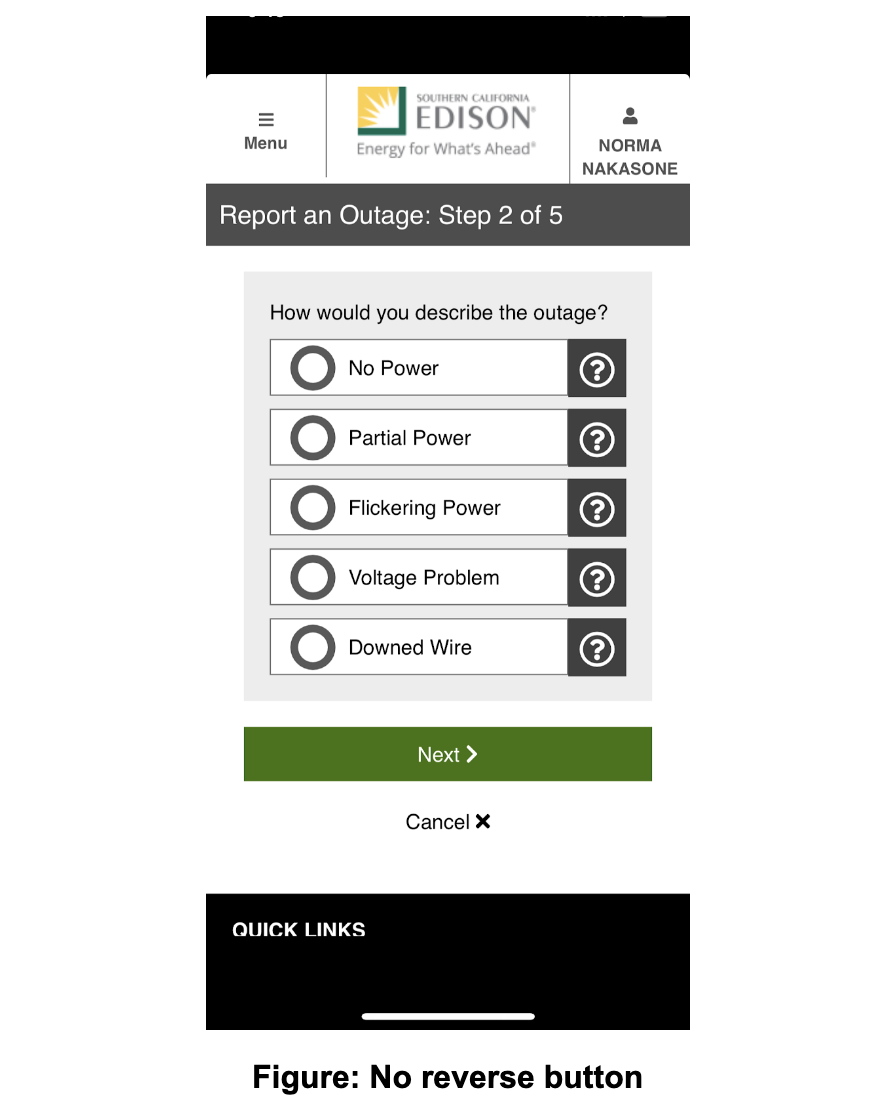 ☰
Menu
SOUTHERN CALIFORNIA
EDISON®
Energy for What's Ahead®
NORMA
NAKASONE
Report an Outage: Step 2 of 5
How would you describe the outage?
No Power ?
Partial Power ?
Flickering Power ?
Voltage Problem ?
Downed Wire ?
Next >
Cancel ✖
QUICK LINKS
Figure: No reverse button